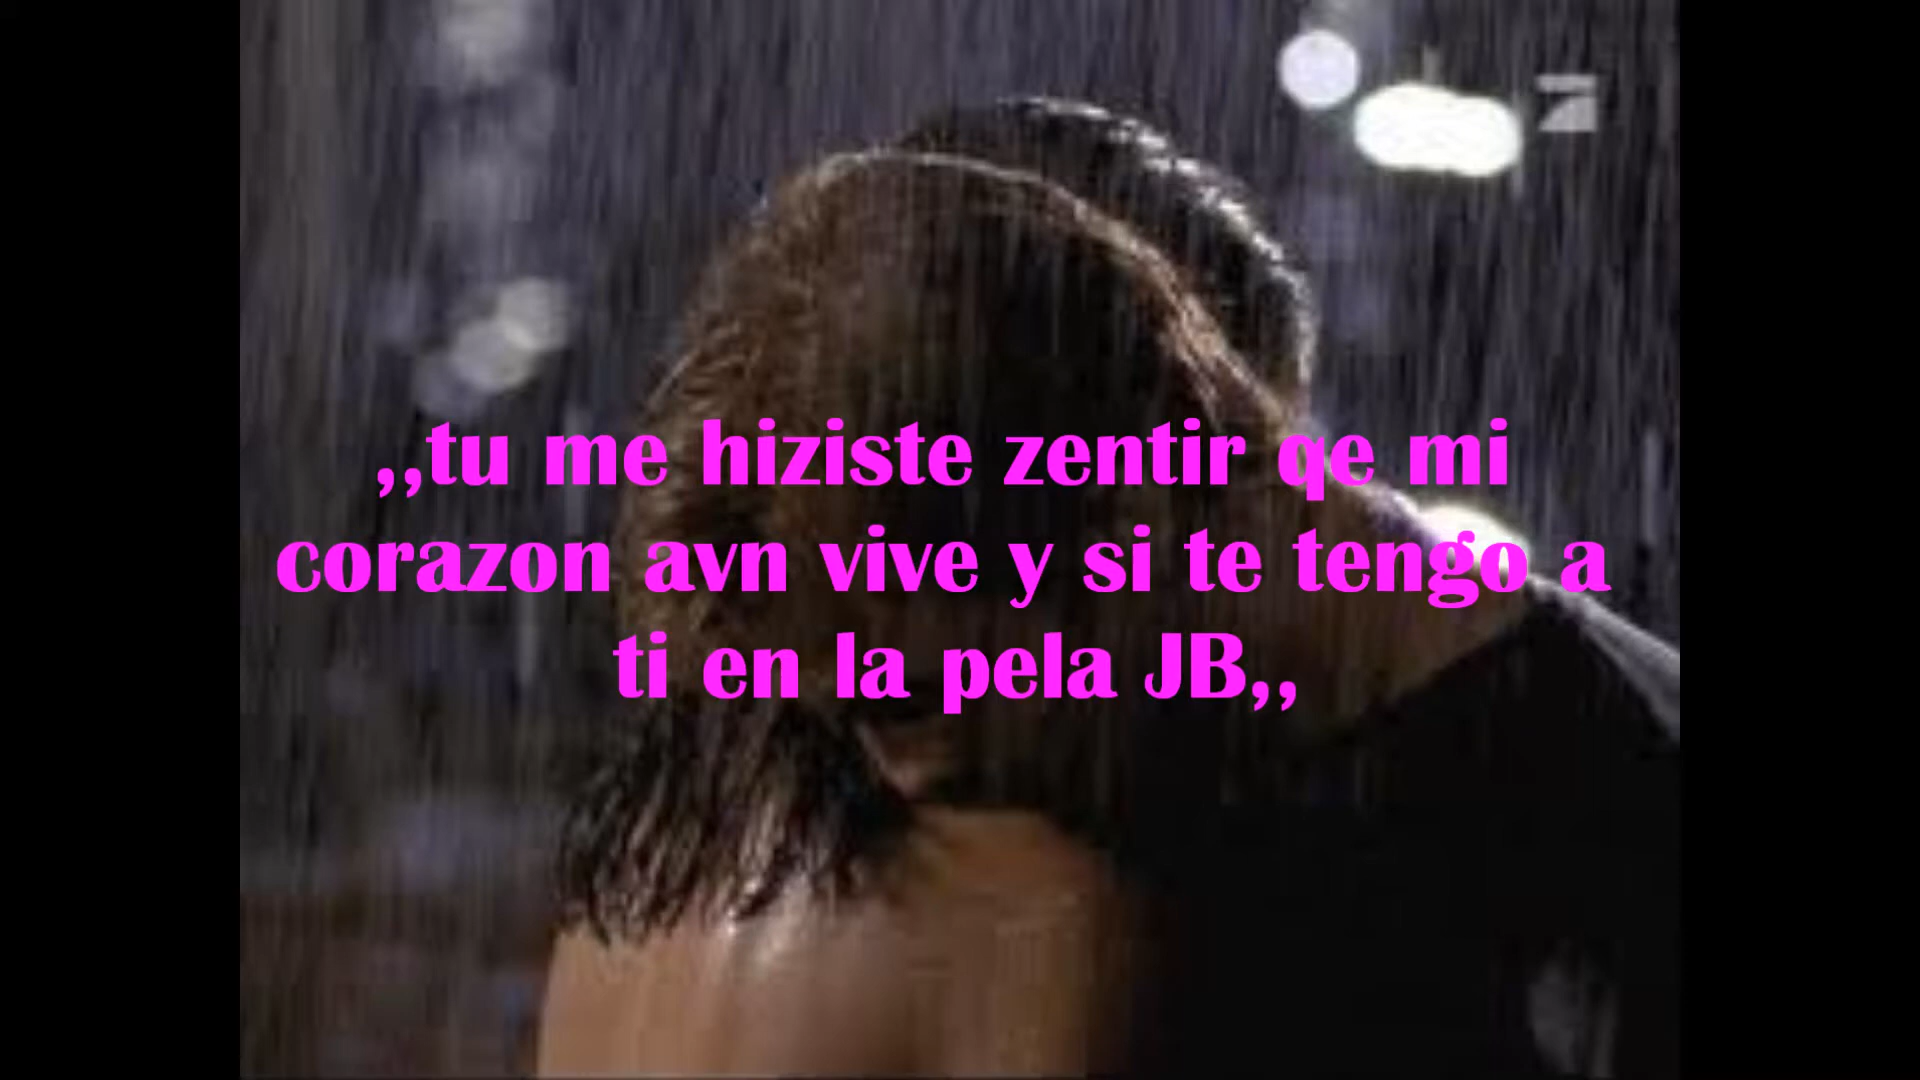 ,,tu me hiziste zentir qe mi
corazon avn vive y si te tengo a
ti en la pela JB,,